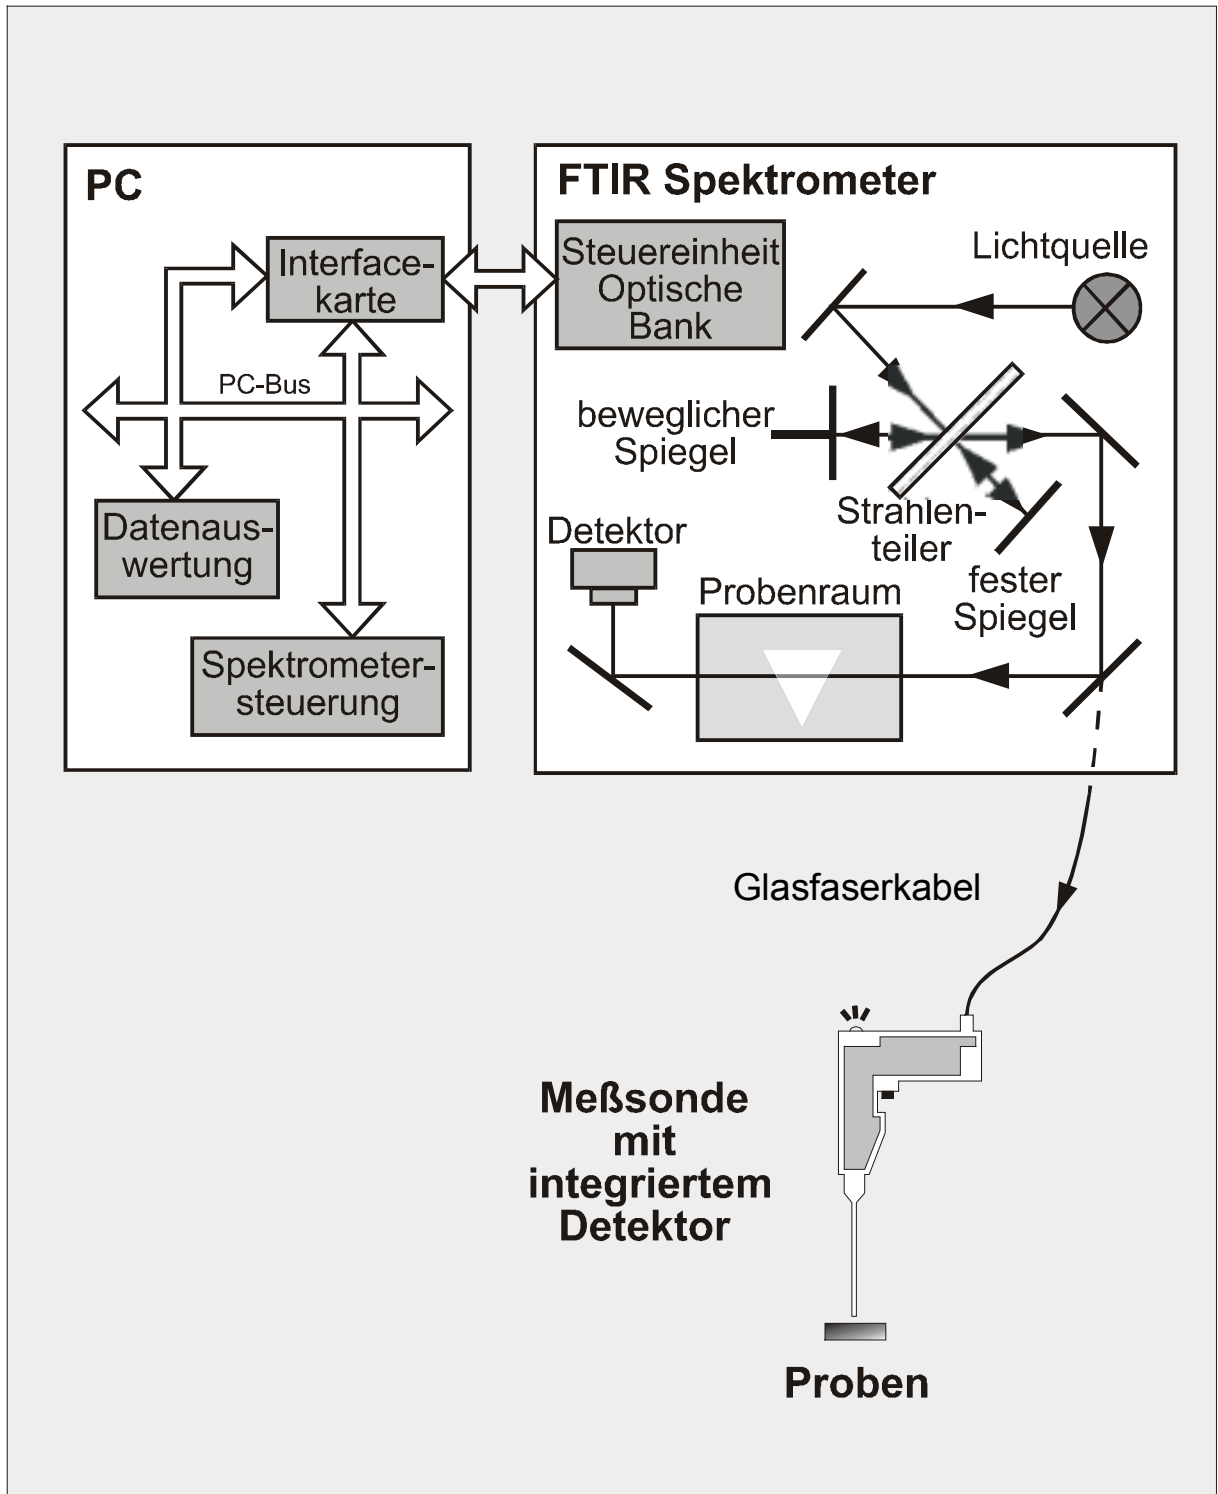 PC
Interface-
karte
PC-Bus
Datenaus-
wertung
Spektrometer-
steuerung
FTIR Spektrometer
Steuereinheit
Optische
Bank
Lichtquelle
beweglicher
Spiegel
Strahlen-
teiler
fester
Spiegel
Detektor
Probenraum
Glasfaserkabel
Meßsonde
mit
integriertem
Detektor
Proben